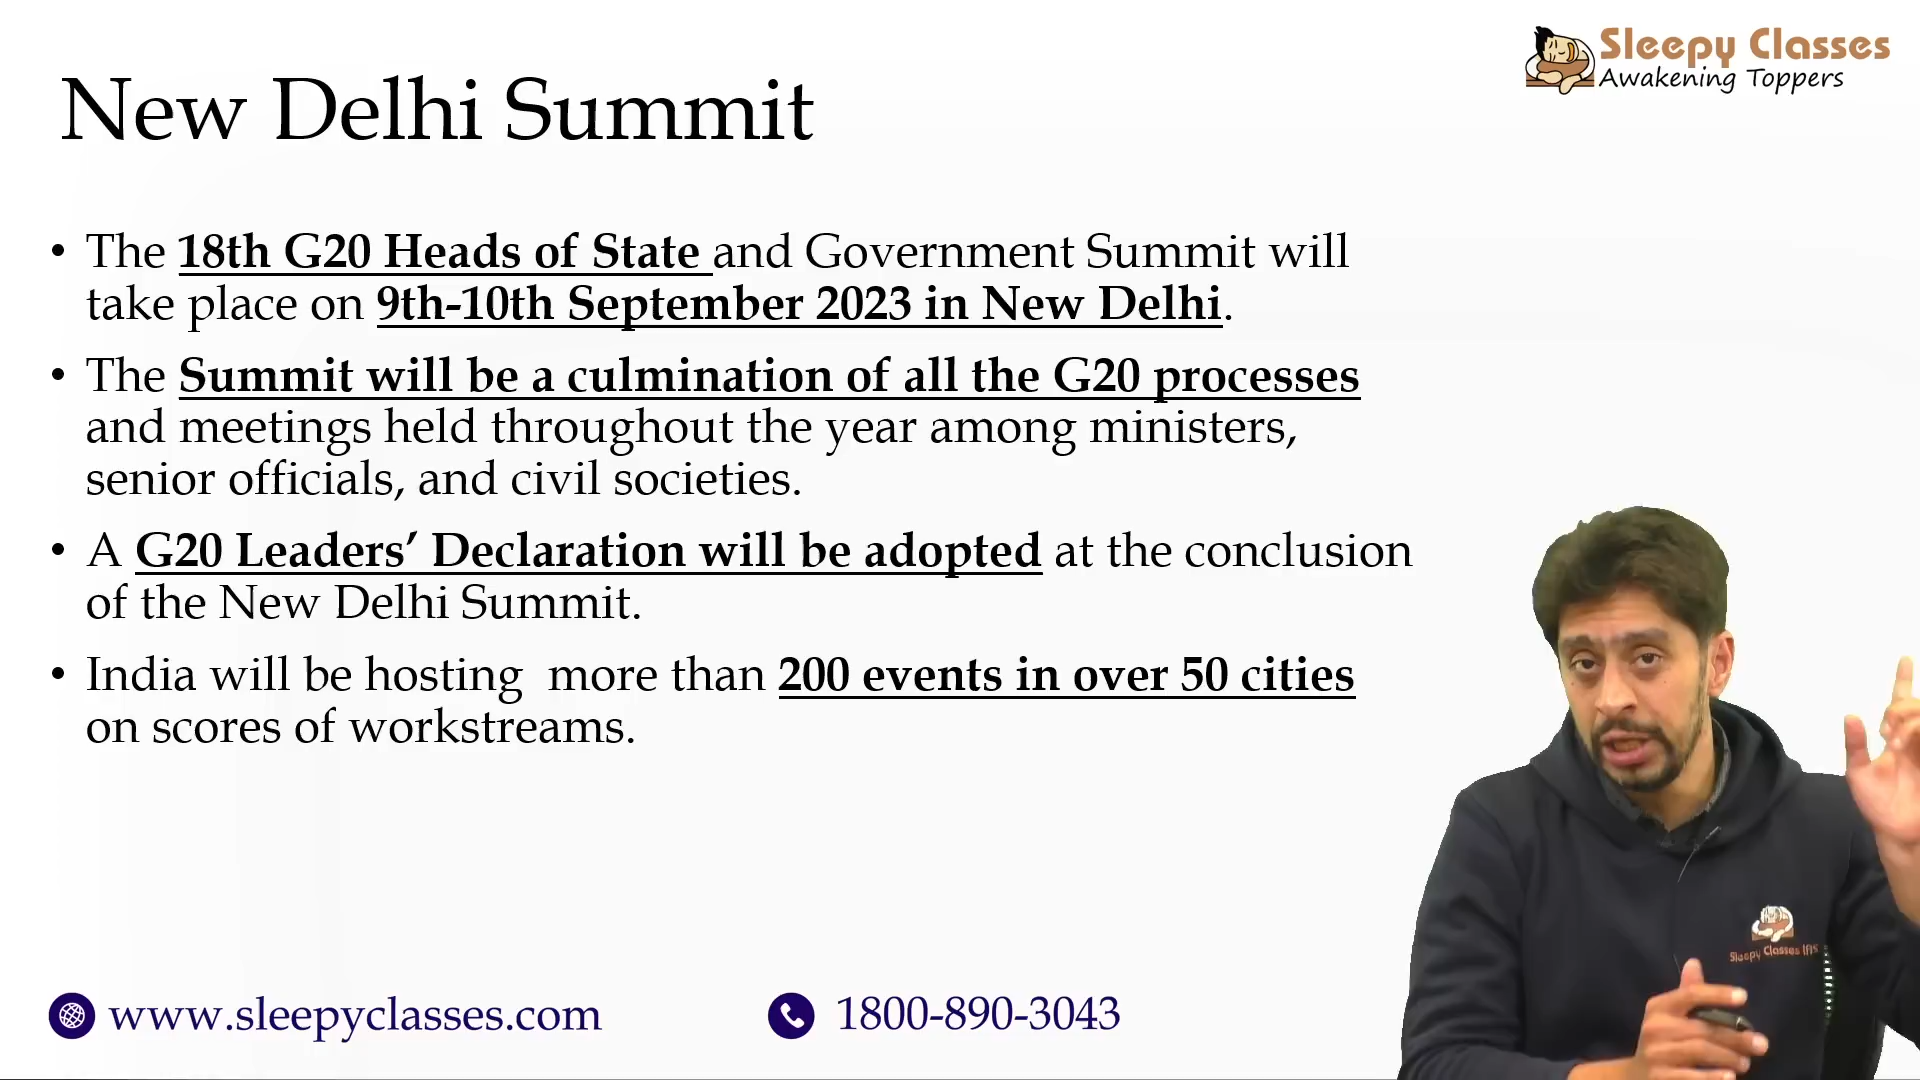 Sleepy Classes
Awakening Toppers
New Delhi Summit
• The 18th G20 Heads of State and Government Summit will
take place on 9th-10th September 2023 in New Delhi.
• The Summit will be a culmination of all the G20 processes
and meetings held throughout the year among ministers,
senior officials, and civil societies.
• A G20 Leaders’ Declaration will be adopted at the conclusion
of the New Delhi Summit.
• India will be hosting  more than 200 events in over 50 cities
on scores of workstreams.
Sleepy Classes IAS
www.sleepyclasses.com
1800-890-3043